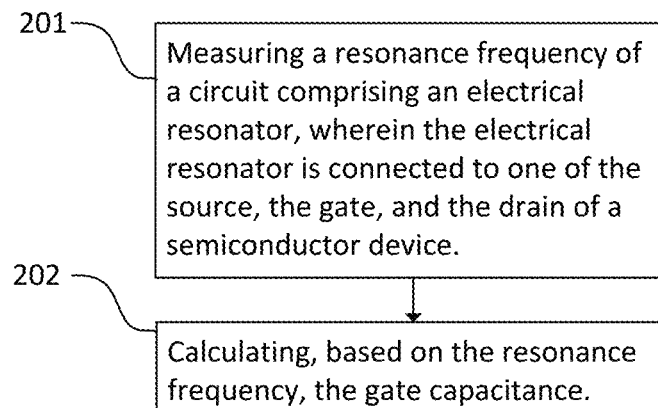 201
Measuring a resonance frequency of
a circuit comprising an electrical
resonator, wherein the electrical
resonator is connected to one of the
source, the gate, and the drain of a
semiconductor device.
202
Calculating, based on the resonance
frequency, the gate capacitance.